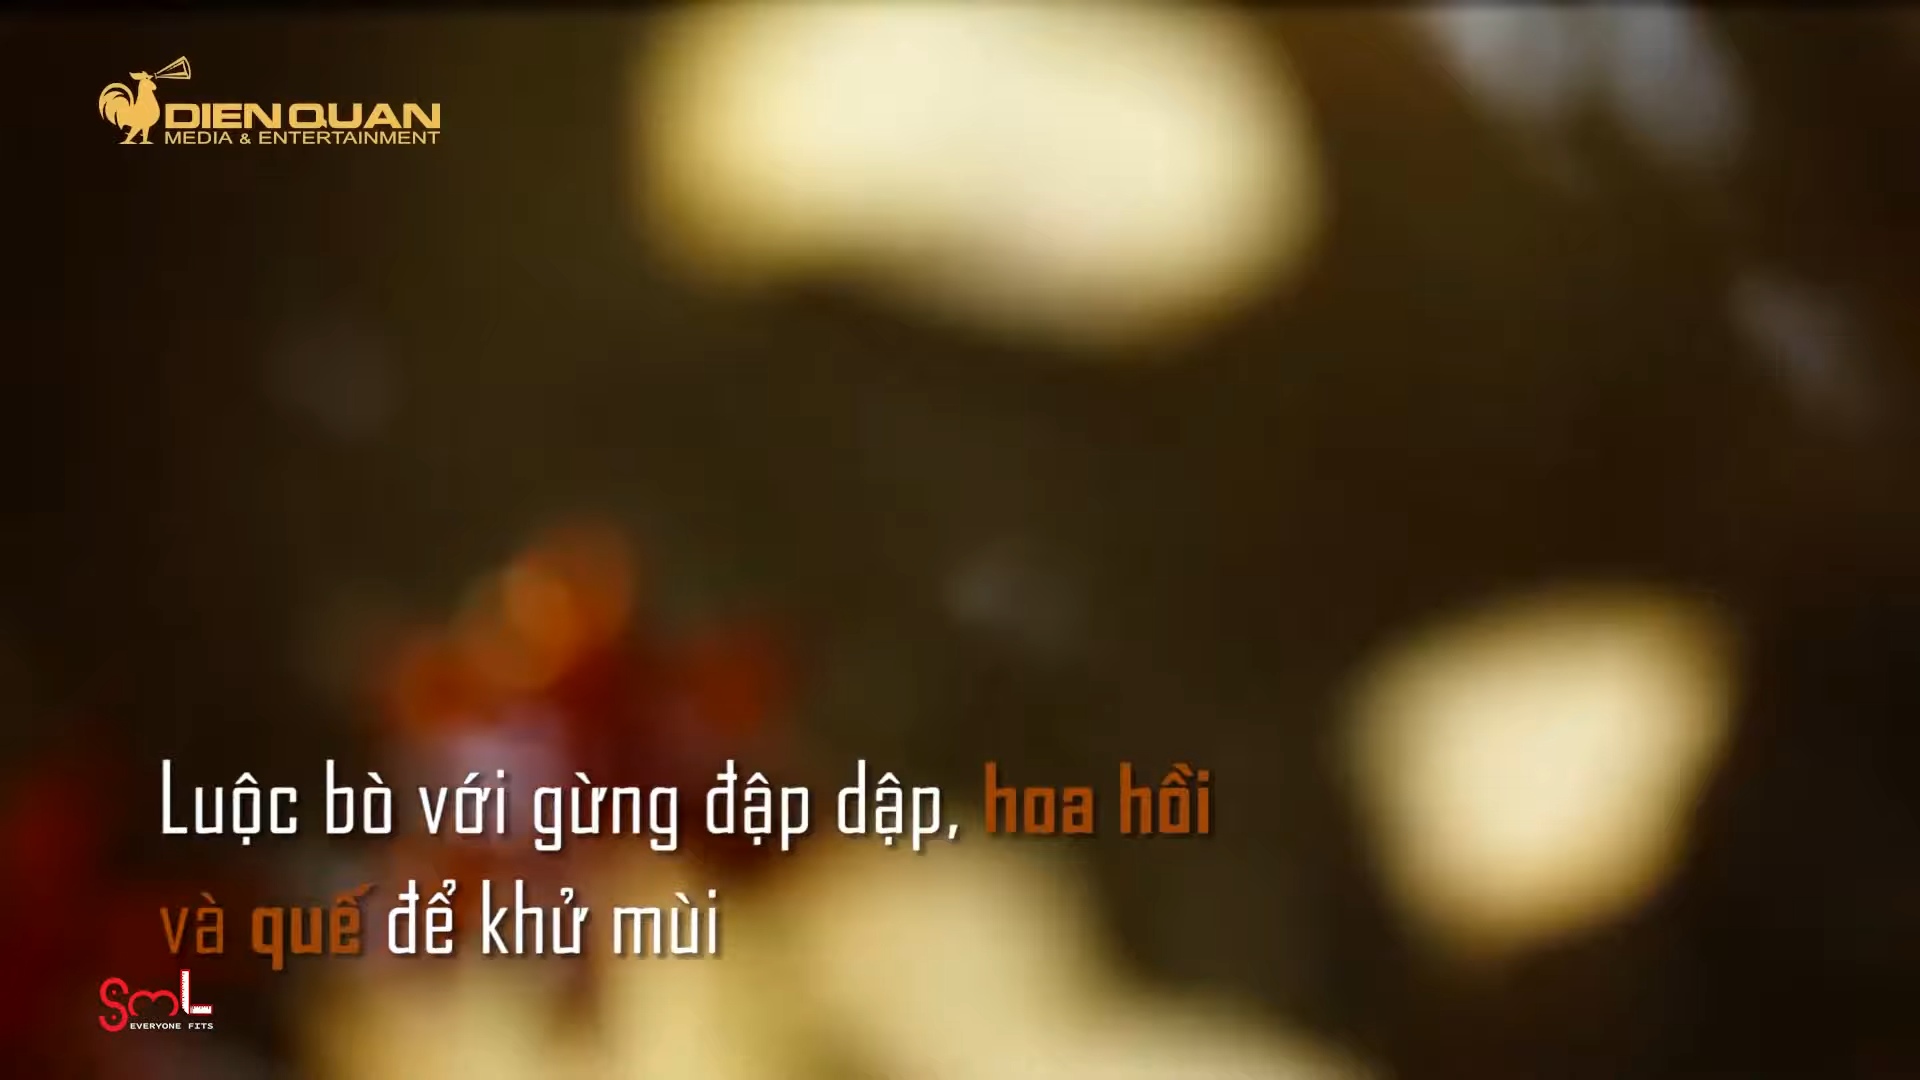 DIEN QUAN
MEDIA & ENTERTAINMENT
Luộc bò với gừng đập dập, hoa hồi
và quế để khử mùi
SML
EVERYONE FITS